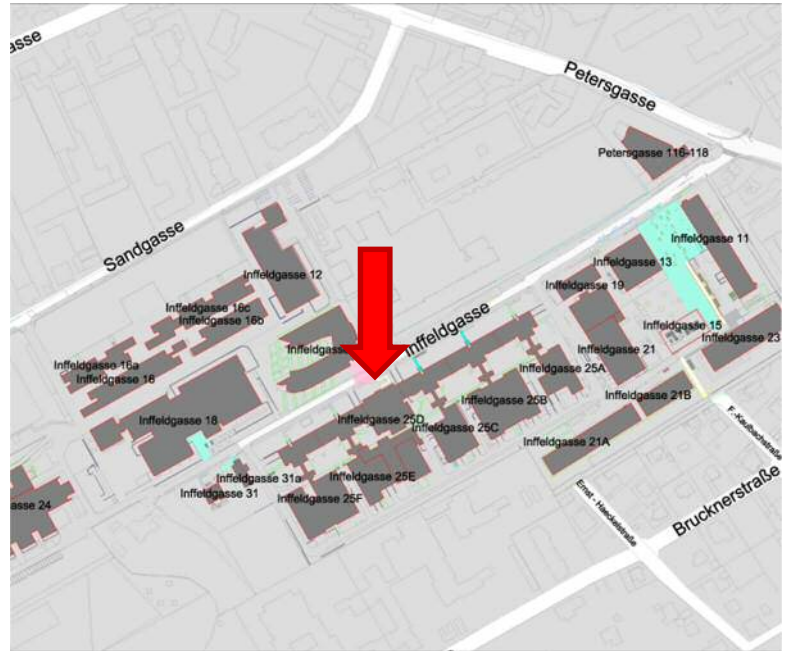 asse
Petersgasse
Petersgasse 116-118
Sandgasse
Inffeldgasse 11
Inffeldgasse 13
Inffeldgasse 12
Inffeldgasse 19
Inffeldgasse 16c
Inffeldgasse 16b
Inffeldgasse
Inffeldgasse 15
Inffeldgasse 23
Inffeldgasse
Inffeldgasse 21
Inffeldgasse 16a
Inffeldgasse 16
Inffeldgasse 25A
Inffeldgasse 21B
Inffeldgasse 25B
Inffeldgasse 18
Inffeldgasse 25D
Inffeldgasse 25C
F.-Kaulbachstraße
Inffeldgasse 21A
Inffeldgasse 31a
Inffeldgasse 25E
Inffeldgasse 31
Inffeldgasse 25F
asse 24
Ernst - Haeckelstraße
Brucknerstraße